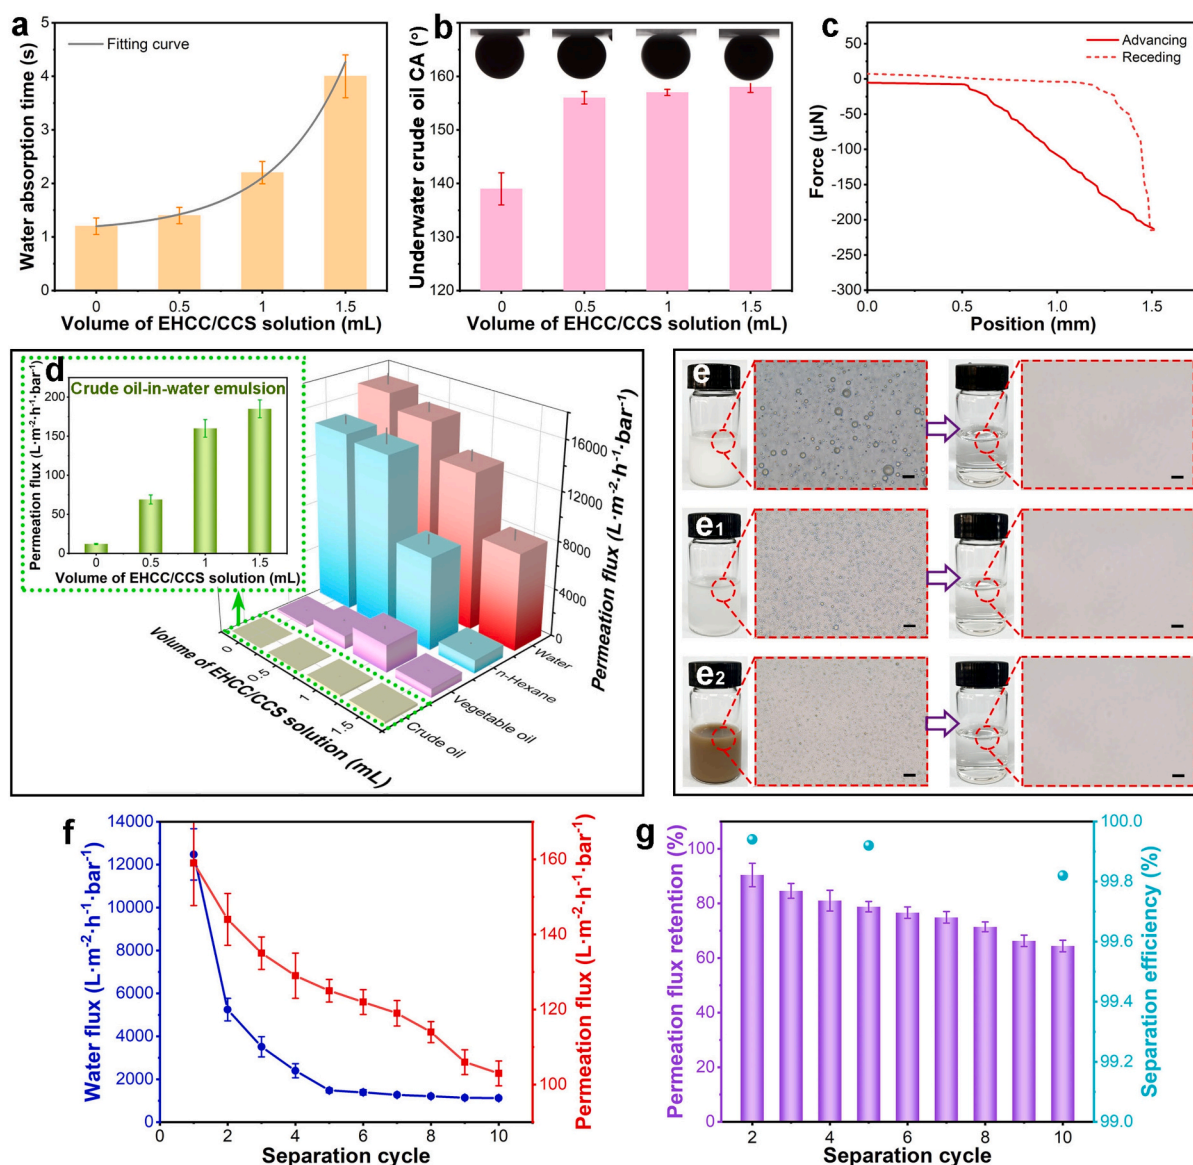 a
Water absorption time (s)
5
4
3
2
1
0
Fitting curve
0 0.5 1 1.5
Volume of EHCC/CCS solution (mL)
b
Underwater crude oil CA (°)
160
150
140
130
120
0 0.5 1 1.5
Volume of EHCC/CCS solution (mL)
c
Force (µN)
50
0
-50
-100
-150
-200
-250
-300
Advancing
Receding
0.0 0.5 1.0 1.5
Position (mm)
d
Crude oil-in-water emulsion
Permeation flux (L·m⁻²·h⁻¹·bar⁻¹)
200
150
100
50
0
0 0.5 1 1.5
Volume of EHCC/CCS solution (mL)
Permeation flux (L·m⁻²·h⁻¹·bar⁻¹)
16000
12000
8000
4000
0
Water
n-Hexane
Vegetable oil
Crude oil
0 0.5 1 1.5
Volume of EHCC/CCS solution (mL)
e
e₁
e₂
f
Water flux (L·m⁻²·h⁻¹·bar⁻¹)
14000
12000
10000
8000
6000
4000
2000
0
Permeation flux (L·m⁻²·h⁻¹·bar⁻¹)
160
140
120
100
0 2 4 6 8 10
Separation cycle
g
Permeation flux retention (%)
100
80
60
40
20
0
Separation efficiency (%)
100.0
99.8
99.6
99.4
99.2
99.0
2 4 6 8 10
Separation cycle